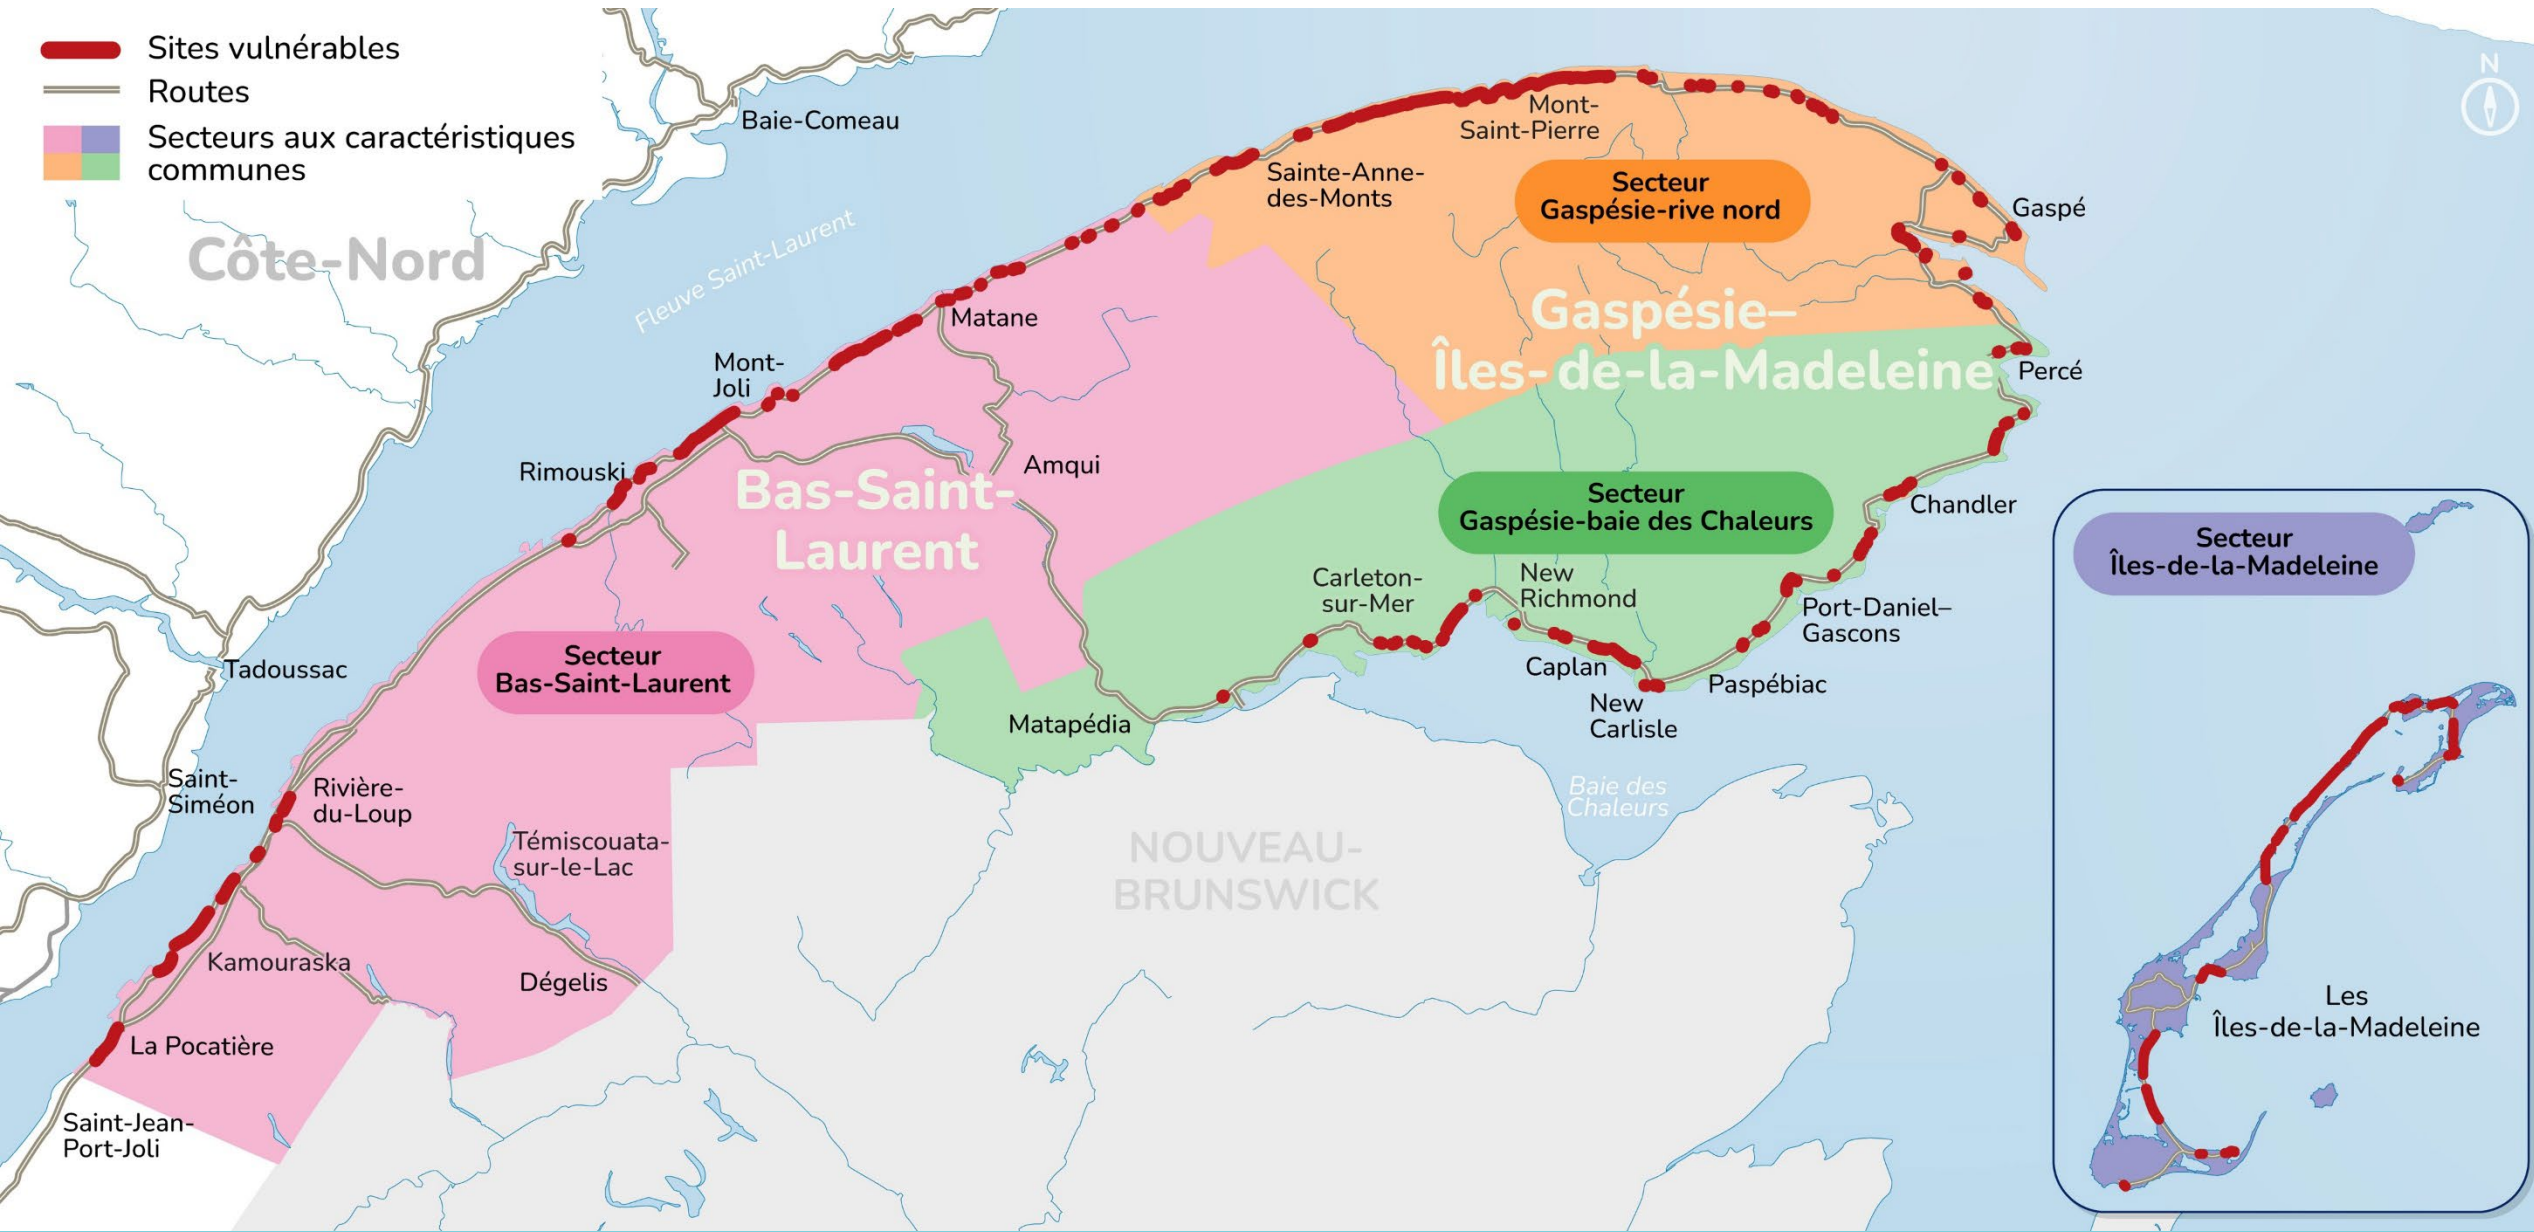 Sites vulnérables
Routes
Secteurs aux caractéristiques
communes
N
Baie-Comeau
Côte-Nord
Fleuve Saint-Laurent
Mont-
Saint-Pierre
Sainte-Anne-
des-Monts
Secteur
Gaspésie-rive nord
Gaspé
Gaspésie–
Îles-de-la-Madeleine
Matane
Mont-
Joli
Percé
Rimouski
Amqui
Bas-Saint-
Laurent
Secteur
Gaspésie-baie des Chaleurs
Chandler
Secteur
Îles-de-la-Madeleine
Carleton-
sur-Mer
New
Richmond
Port-Daniel–
Gascons
Tadoussac
Secteur
Bas-Saint-Laurent
Caplan
Paspébiac
New
Carlisle
Matapédia
Saint-
Siméon
Rivière-
du-Loup
Baie des
Chaleurs
Témiscouata-
sur-le-Lac
NOUVEAU-
BRUNSWICK
Kamouraska
Dégelis
Les
Îles-de-la-Madeleine
La Pocatière
Saint-Jean-
Port-Joli